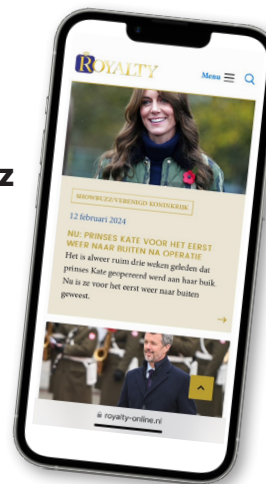 ROYALTY
Menu
z
SHOWBUZZ/VERENIGD KONINKRIJK
12 februari 2024
NU: PRINSES KATE VOOR HET EERST
WEER NAAR BUITEN NA OPERATIE
Het is alweer ruim drie weken geleden dat
prinses Kate geopereerd werd aan haar buik.
Nu is ze voor het eerst weer naar buiten
geweest.
royalty-online.nl